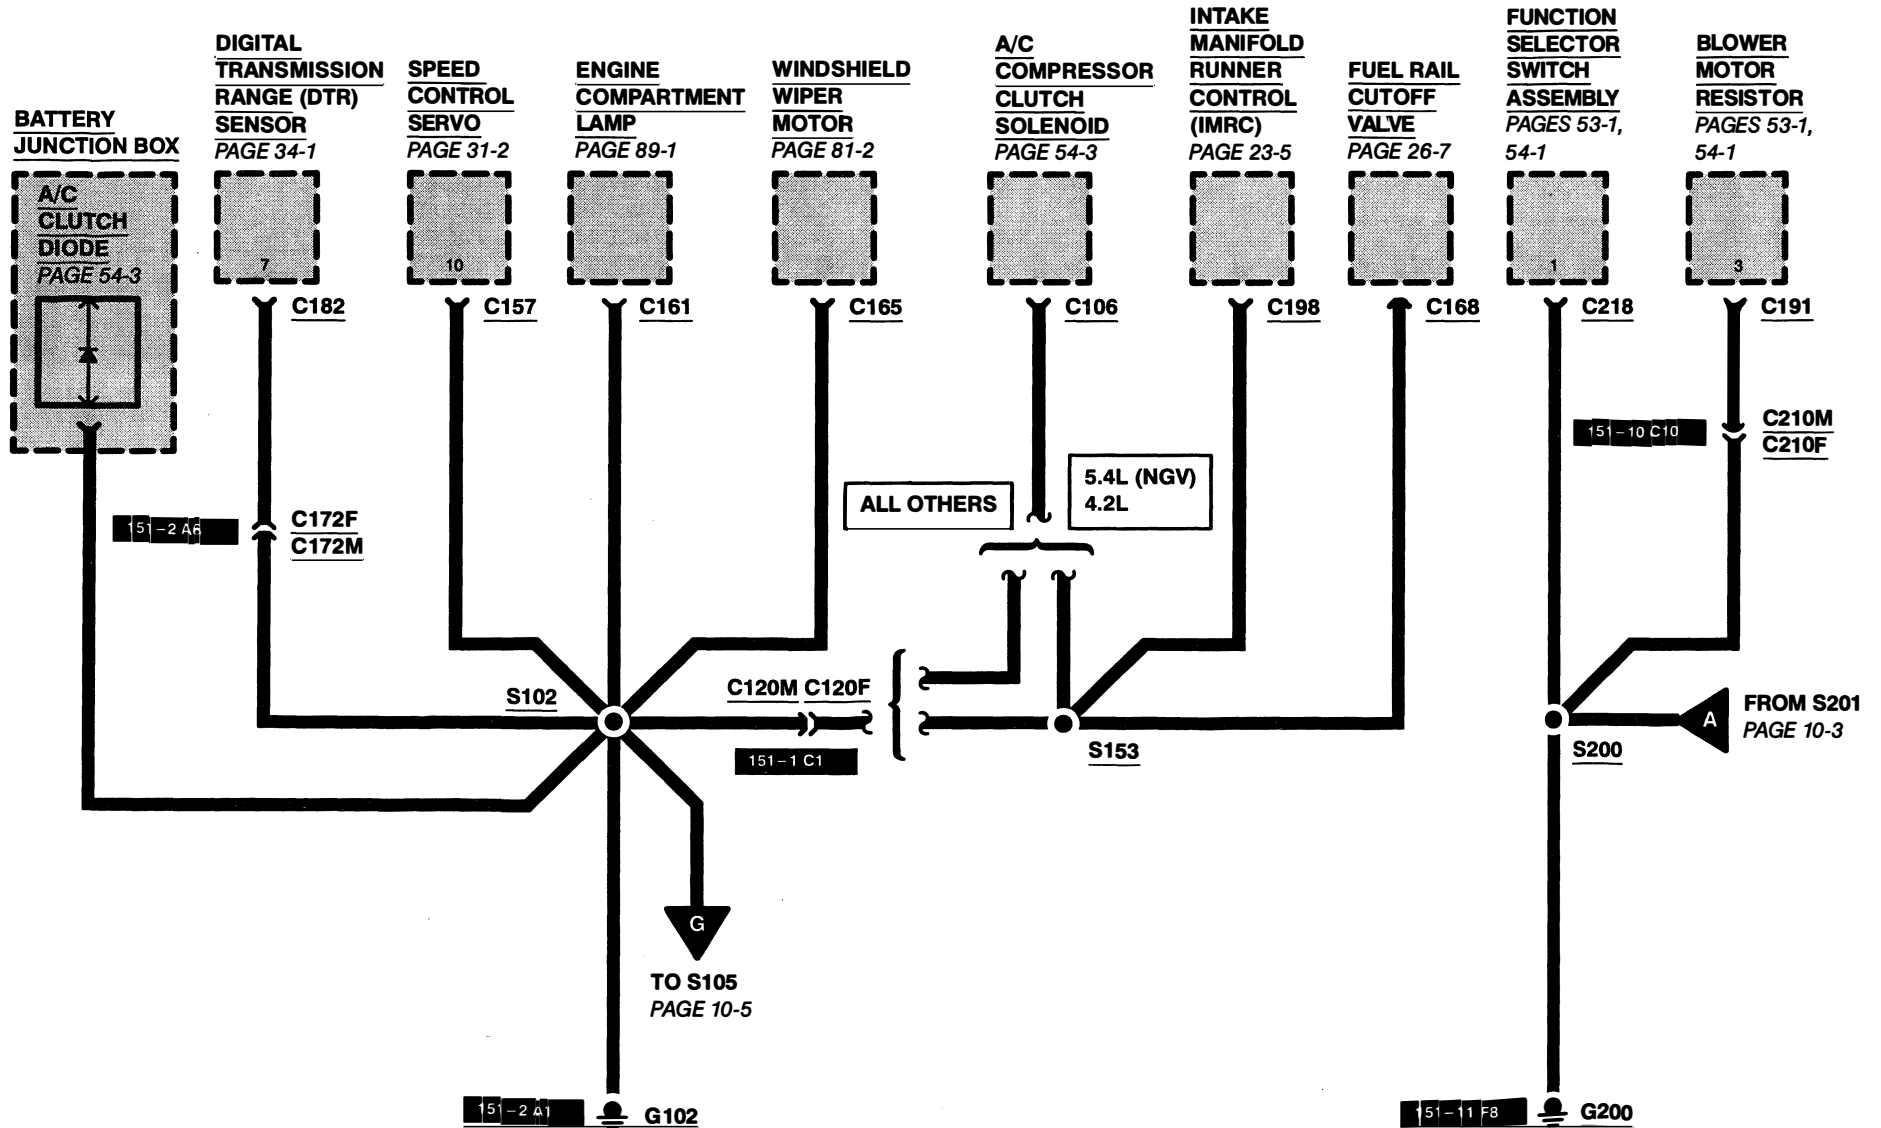 BATTERY
JUNCTION BOX
A/C
CLUTCH
DIODE
PAGE 54-3
DIGITAL
TRANSMISSION
RANGE (DTR)
SENSOR
PAGE 34-1
7
C182
SPEED
CONTROL
SERVO
PAGE 31-2
10
C157
ENGINE
COMPARTMENT
LAMP
PAGE 89-1
C161
WINDSHIELD
WIPER
MOTOR
PAGE 81-2
C165
A/C
COMPRESSOR
CLUTCH
SOLENOID
PAGE 54-3
C106
INTAKE
MANIFOLD
RUNNER
CONTROL
(IMRC)
PAGE 23-5
C198
FUEL RAIL
CUTOFF
VALVE
PAGE 26-7
C168
FUNCTION
SELECTOR
SWITCH
ASSEMBLY
PAGES 53-1,
54-1
1
C218
BLOWER
MOTOR
RESISTOR
PAGES 53-1,
54-1
3
C191
151-10 C10
C210M
C210F
ALL OTHERS
5.4L (NGV)
4.2L
151-2 A6
C172F
C172M
S102
C120M C120F
151-1 C1
S153
S200
A
FROM S201
PAGE 10-3
G
TO S105
PAGE 10-5
151-2 A1
G102
151-11 F8
G200